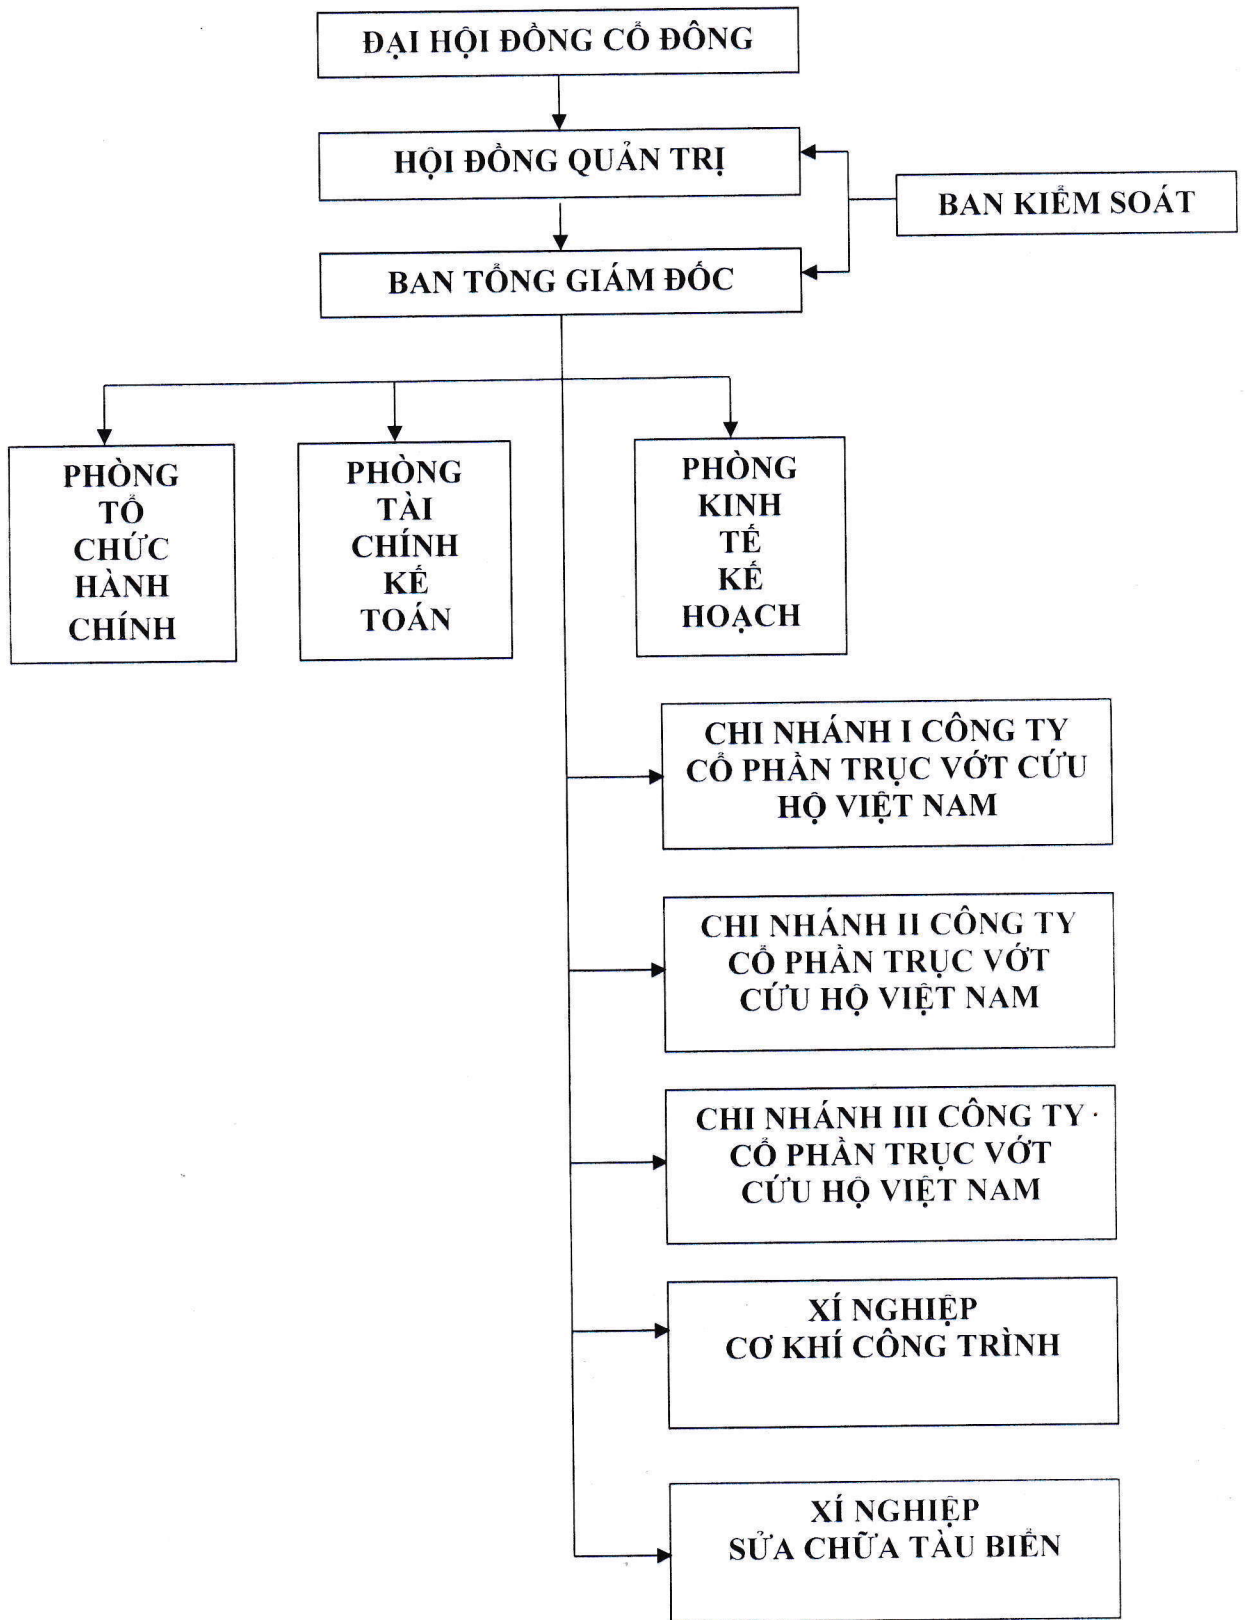 ĐẠI HỘI ĐỒNG CỔ ĐÔNG
HỘI ĐỒNG QUẢN TRỊ
BAN KIỂM SOÁT
BAN TỔNG GIÁM ĐỐC
PHÒNG
TỔ
CHỨC
HÀNH
CHÍNH
PHÒNG
TÀI
CHÍNH
KẾ
TOÁN
PHÒNG
KINH
TẾ
KẾ
HOẠCH
CHI NHÁNH I CÔNG TY
CỔ PHẦN TRỤC VỚT CỨU
HỘ VIỆT NAM
CHI NHÁNH II CÔNG TY
CỔ PHẦN TRỤC VỚT
CỨU HỘ VIỆT NAM
CHI NHÁNH III CÔNG TY
CỔ PHẦN TRỤC VỚT
CỨU HỘ VIỆT NAM
XÍ NGHIỆP
CƠ KHÍ CÔNG TRÌNH
XÍ NGHIỆP
SỬA CHỮA TÀU BIỂN